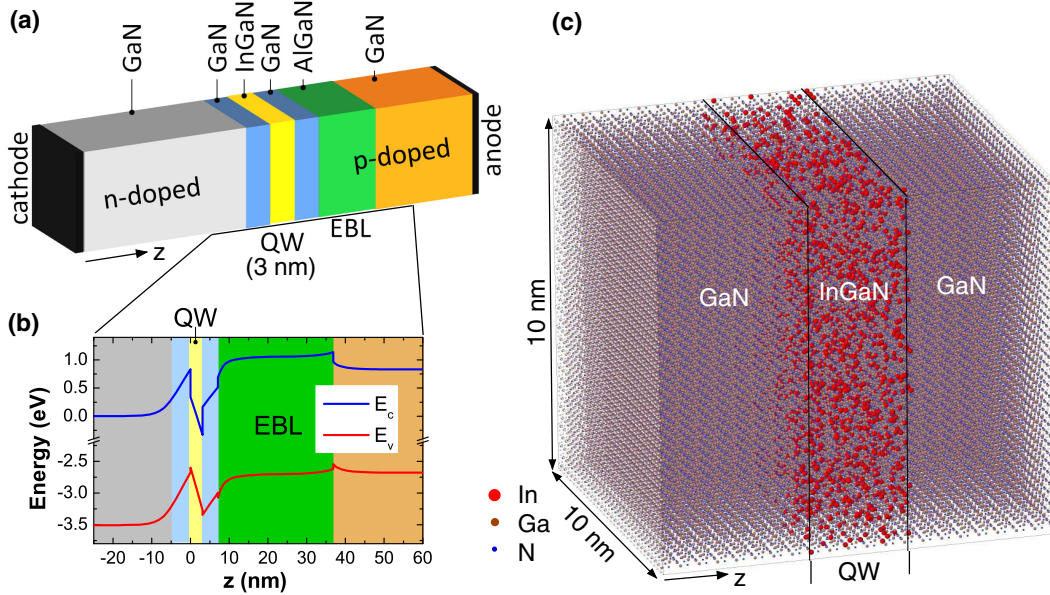 (a)
GaN
GaN
InGaN
GaN
AlGaN
GaN
cathode
n-doped
p-doped
anode
z
QW
(3 nm)
EBL
(b)
QW
Energy (eV)
1.0
0.5
0.0
-2.5
-3.0
-3.5
E_c
E_v
EBL
-20 -10 0 10 20 30 40 50 60
z (nm)
(c)
10 nm
GaN
InGaN
GaN
In
Ga
N
10 nm
z
QW